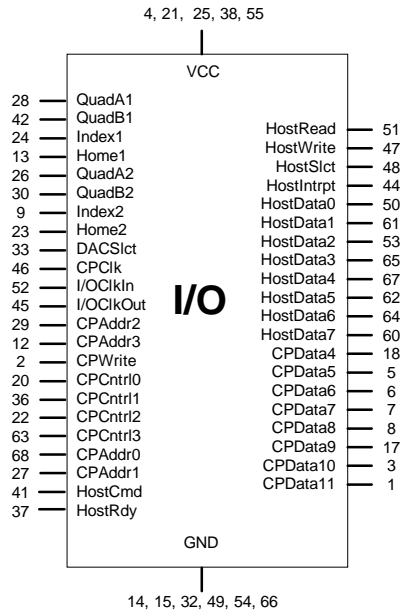 4, 21, 25, 38, 55
VCC
28 QuadA1
42 QuadB1
24 Index1
13 Home1
26 QuadA2
30 QuadB2
9 Index2
23 Home2
33 DACSlct
46 CPClk
52 I/OClkIn
45 I/OClkOut
29 CPAddr2
12 CPAddr3
2 CPWrite
20 CPCntrl0
36 CPCntrl1
22 CPCntrl2
63 CPCntrl3
68 CPAddr0
27 CPAddr1
41 HostCmd
37 HostRdy
I/O
HostRead 51
HostWrite 47
HostSlct 48
HostIntrpt 44
HostData0 50
HostData1 61
HostData2 53
HostData3 65
HostData4 67
HostData5 62
HostData6 64
HostData7 60
CPData4 18
CPData5 5
CPData6 6
CPData7 7
CPData8 8
CPData9 17
CPData10 3
CPData11 1
GND
14, 15, 32, 49, 54, 66